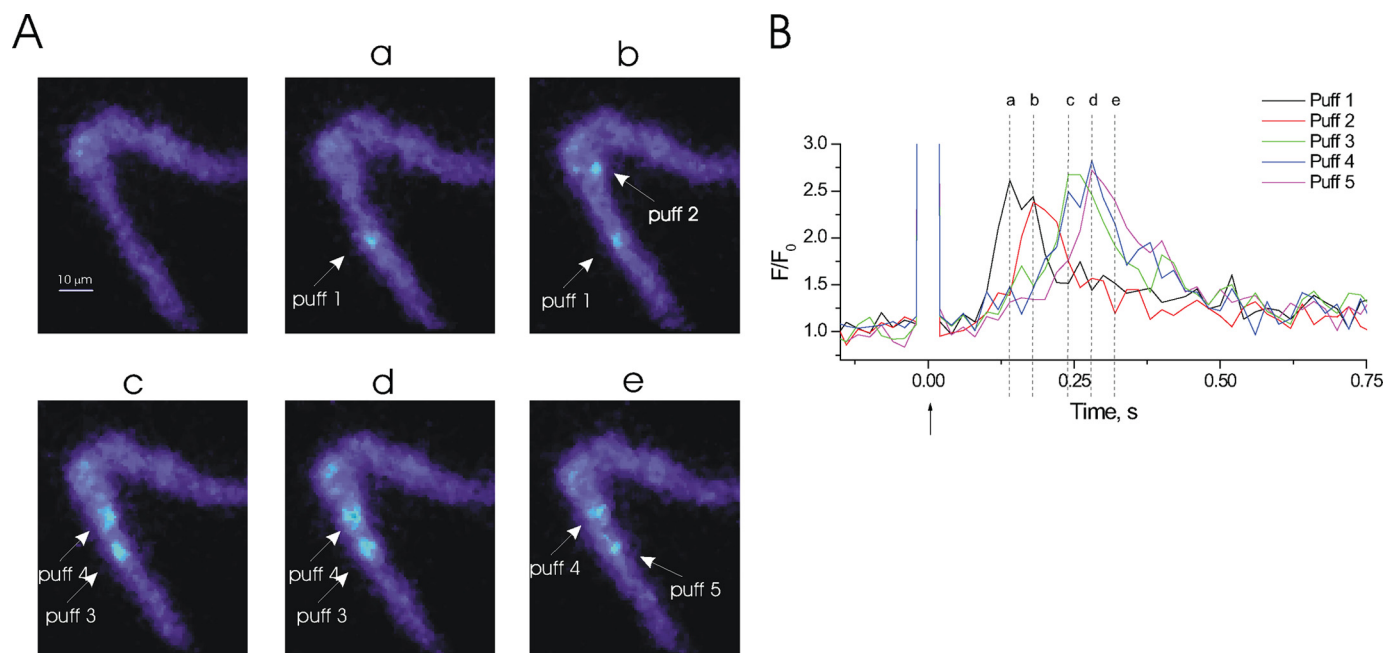 A
a
b
10 μm
puff 1
puff 2
puff 1
c
d
e
puff 4
puff 3
puff 4
puff 3
puff 4
puff 5
B
a b c d e
Puff 1
Puff 2
Puff 3
Puff 4
Puff 5
3.0
2.5
2.0
1.5
1.0
F/F0
0.00 0.25 0.50 0.75
Time, s